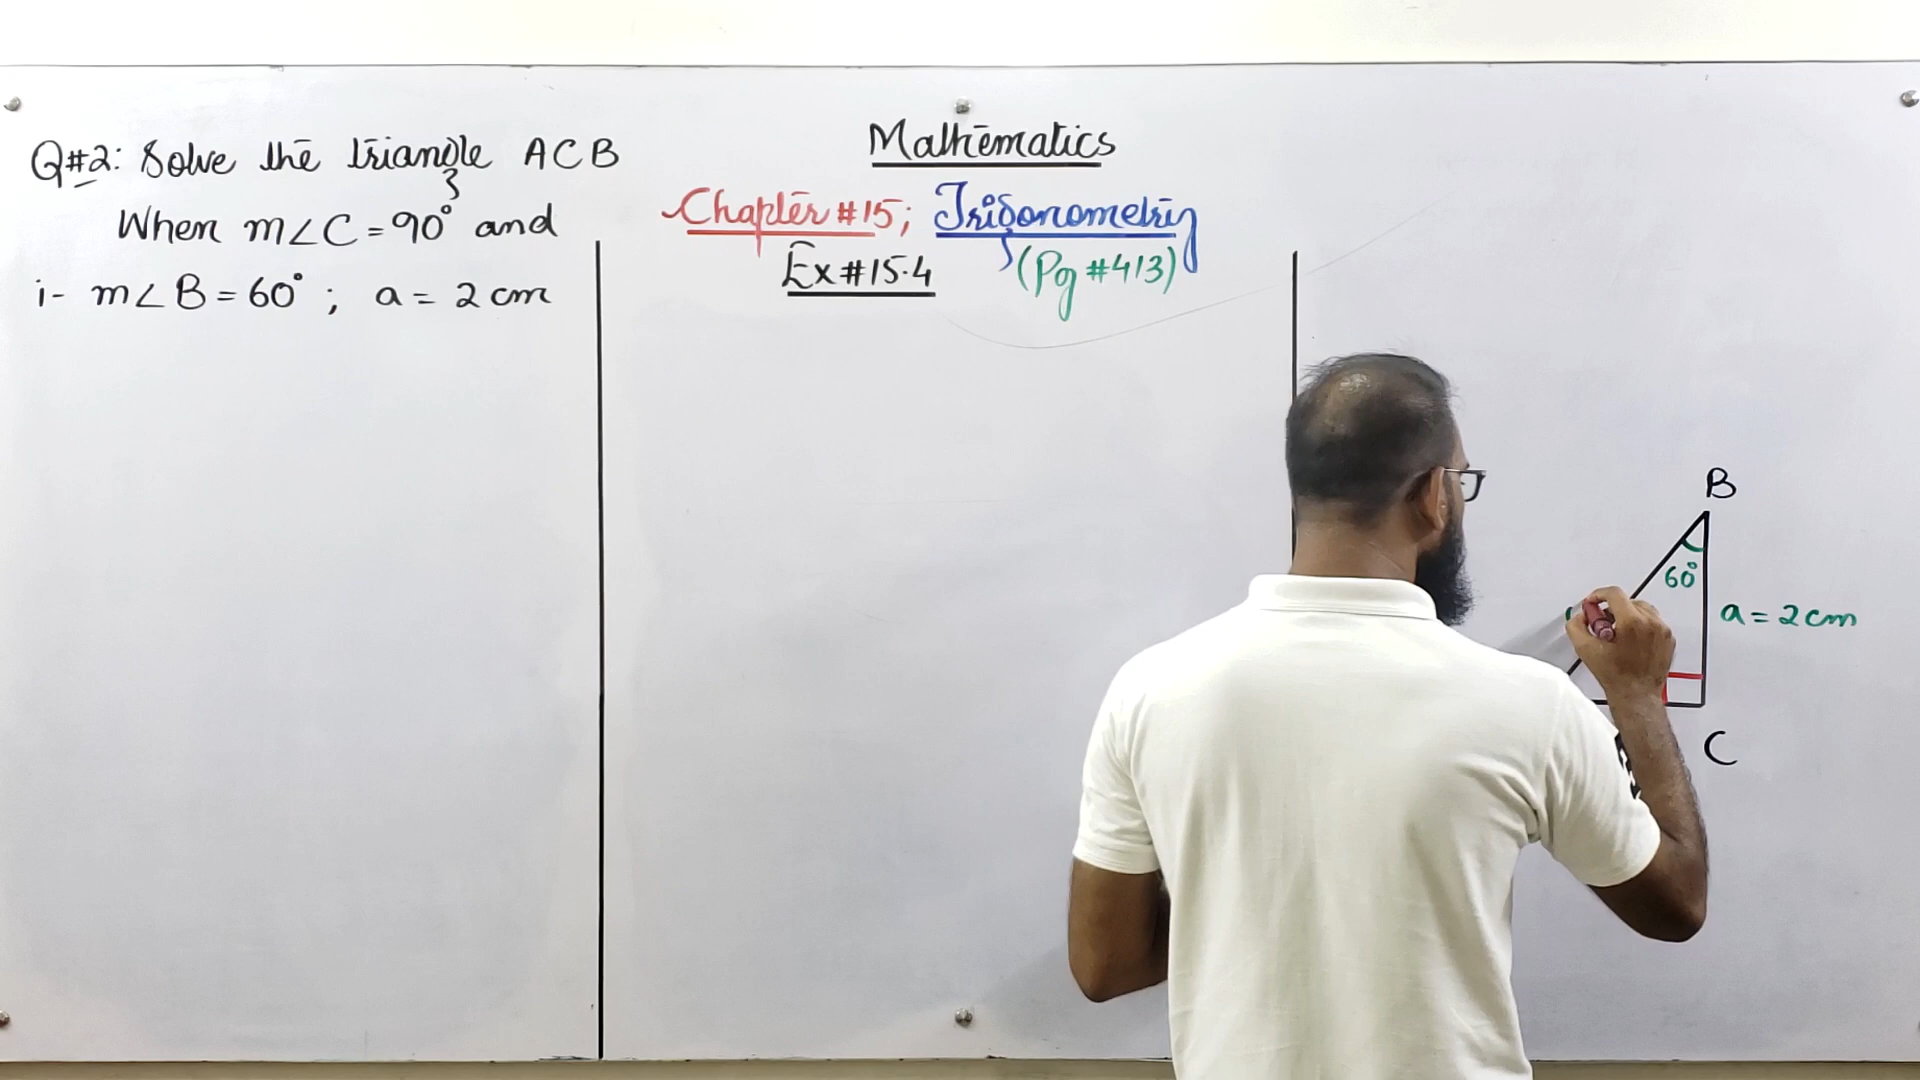 Q#2: Solve the triangle ACB
When m∠C = 90° and
i- m∠B = 60° ; a = 2 cm
Mathematics
Chapter #15; Trigonometry
Ex#15.4 (Pg #413)
B
60°
a = 2 cm
C